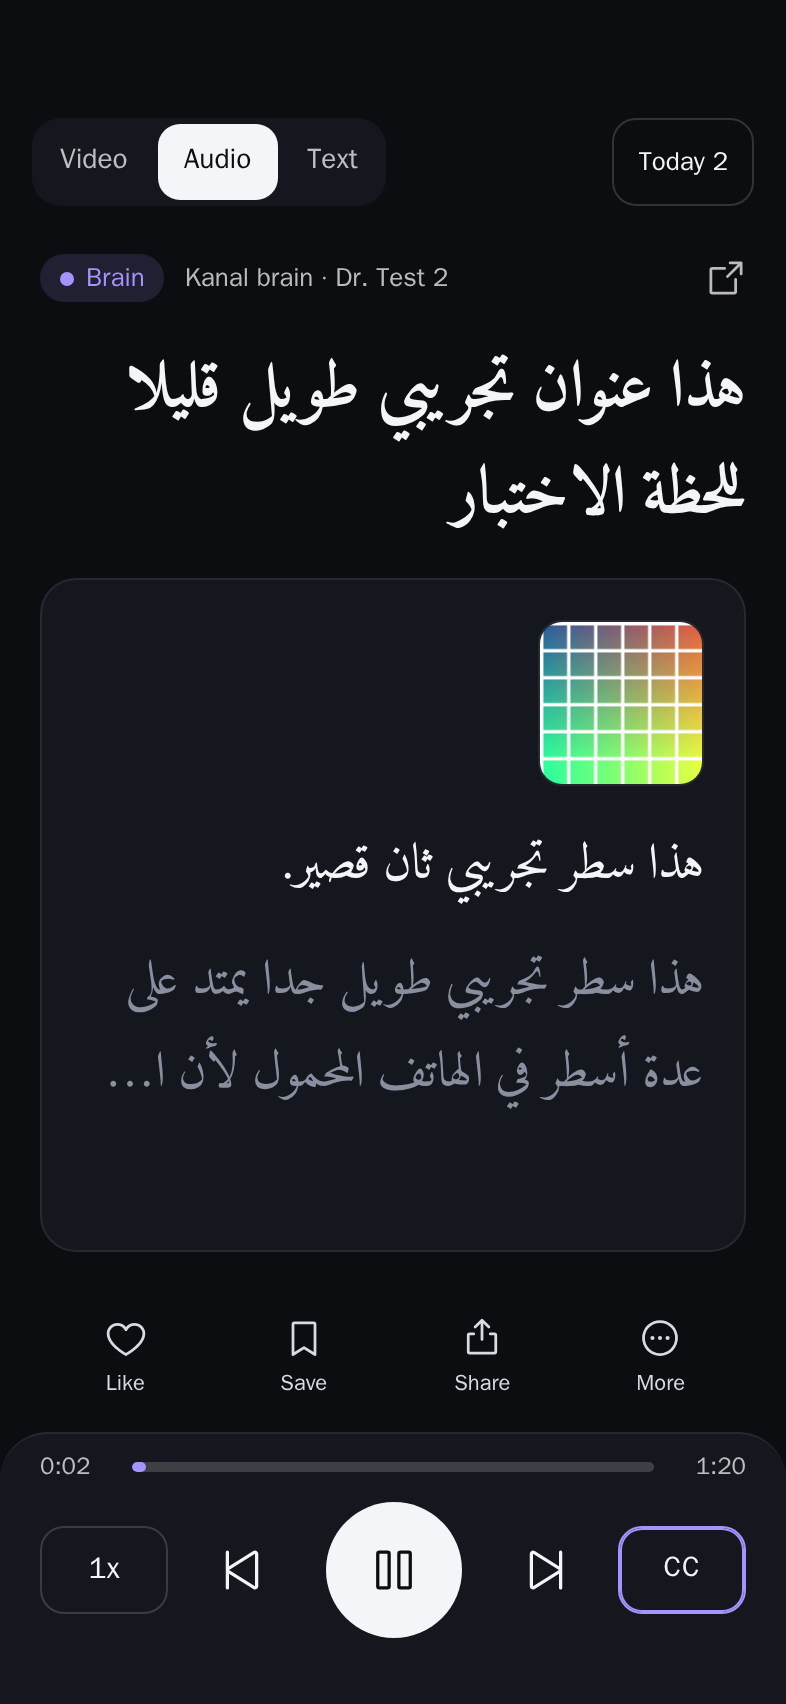 Video Audio Text Today 2
Brain Kanal brain · Dr. Test 2
هذا عنوان تجريبي طويل قليلا
للحظة الاختبار
هذا سطر تجريبي ثان قصير.
هذا سطر تجريبي طويل جدا يمتد على
عدة أسطر في الهاتف المحمول لأن ا...
Like Save Share More
0:02 1:20
1x CC